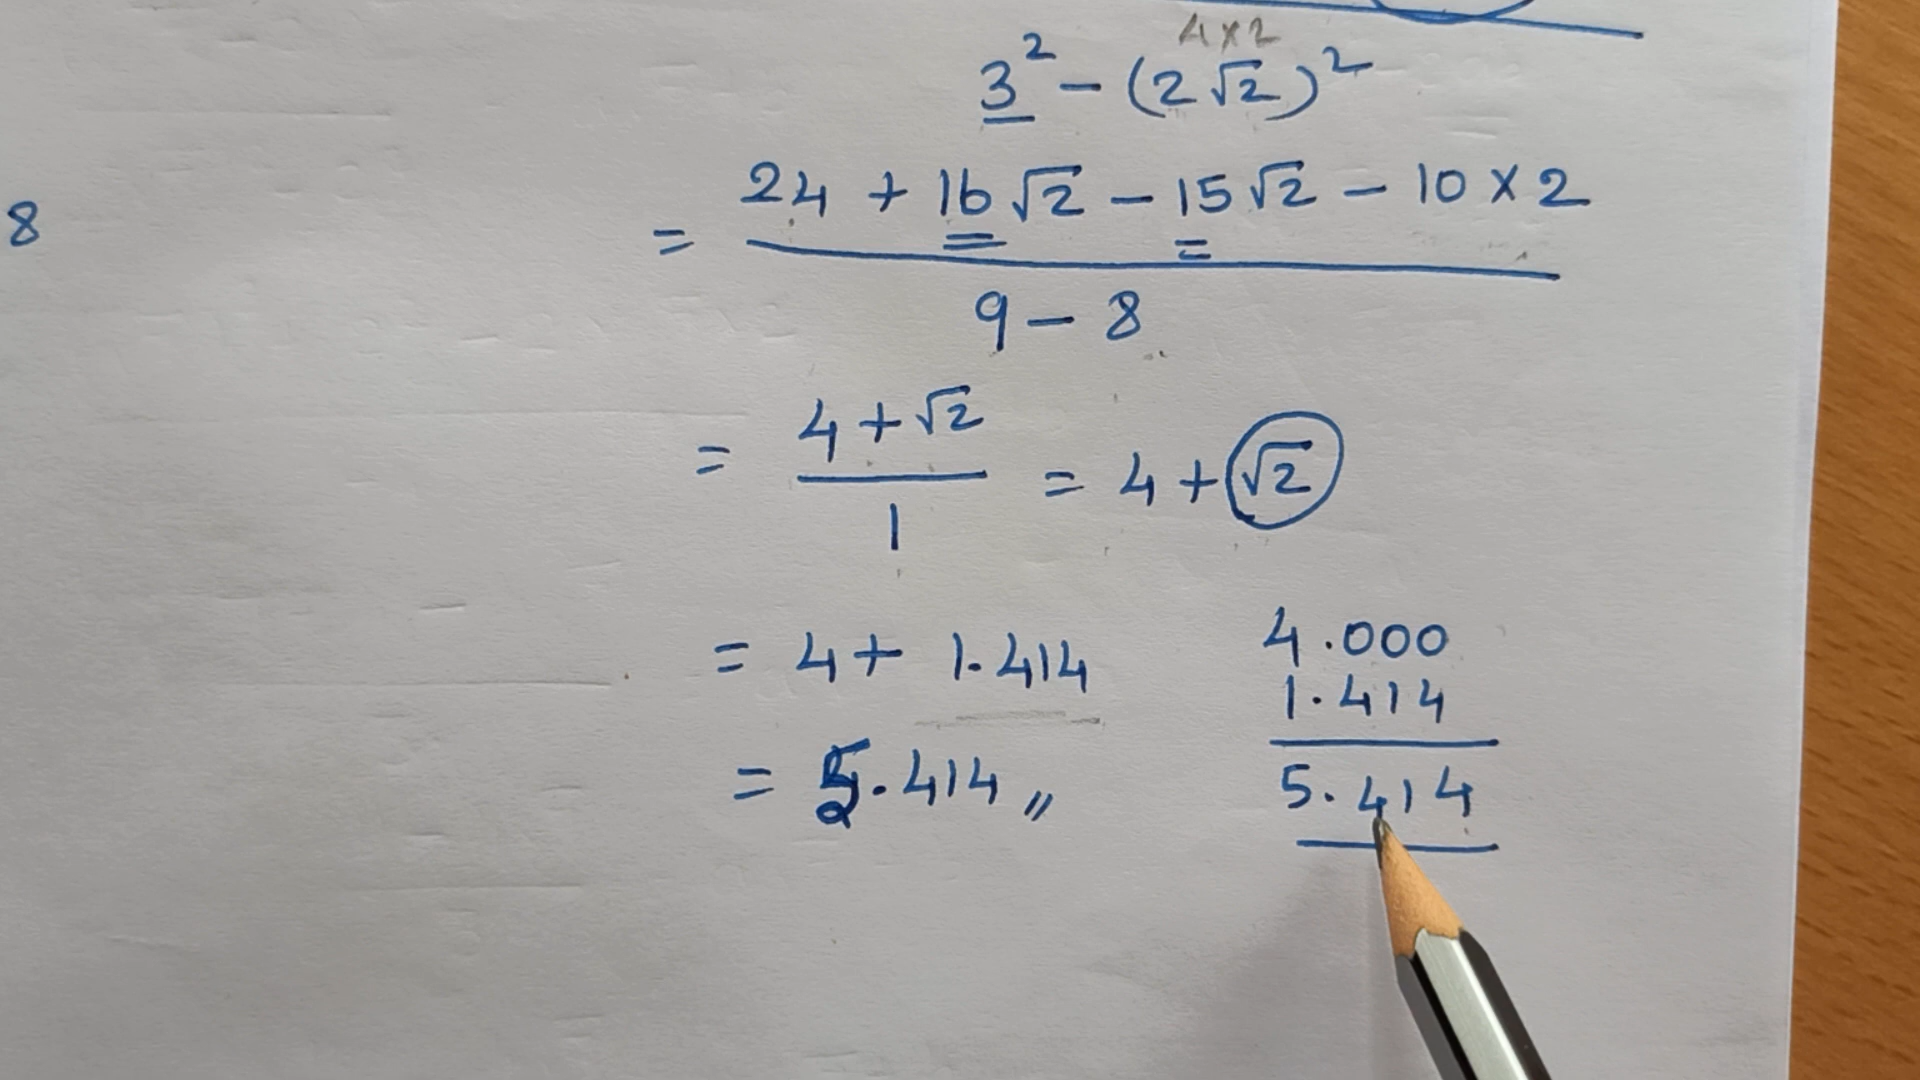 4×2
3² − (2√2)²
8
= 24 + 16√2 − 15√2 − 10 × 2
9 − 8
= 4 + √2 / 1 = 4 + √2
= 4 + 1.414
= 5.414 〃
4.000
1.414
5.414